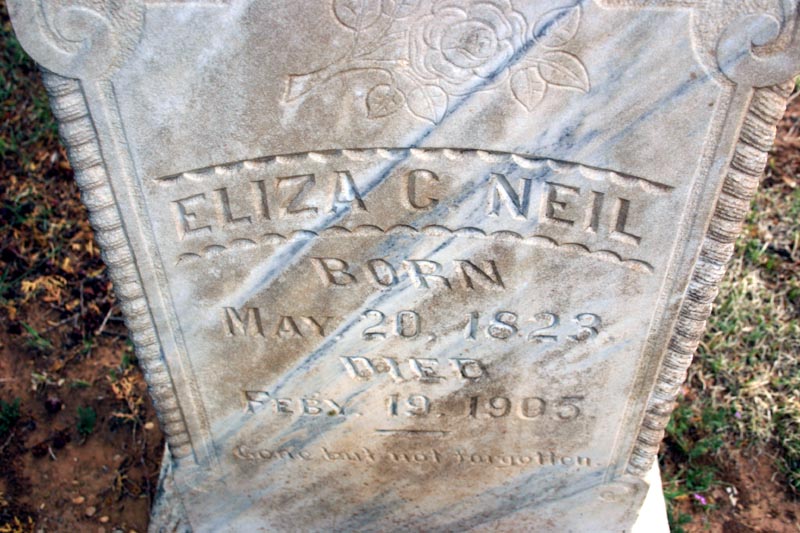 ELIZA C. NEIL
BORN
MAY. 20, 1823.
DIED
FEBY. 19, 1905.
Gone but not forgotten.